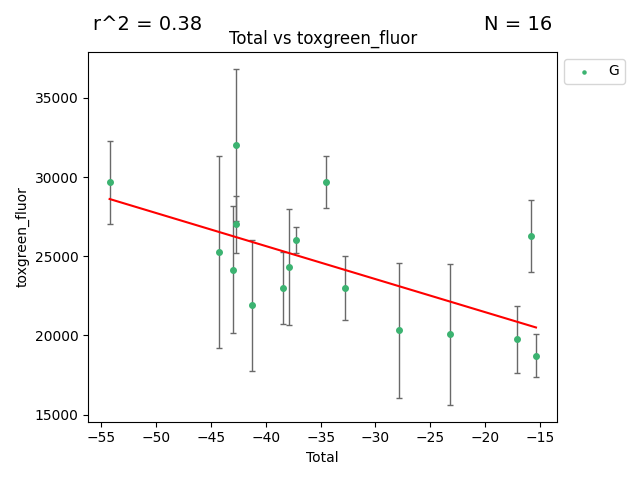 r^2 = 0.38
N = 16
Total vs toxgreen_fluor
G
toxgreen_fluor
35000
30000
25000
20000
15000
−55 −50 −45 −40 −35 −30 −25 −20 −15
Total